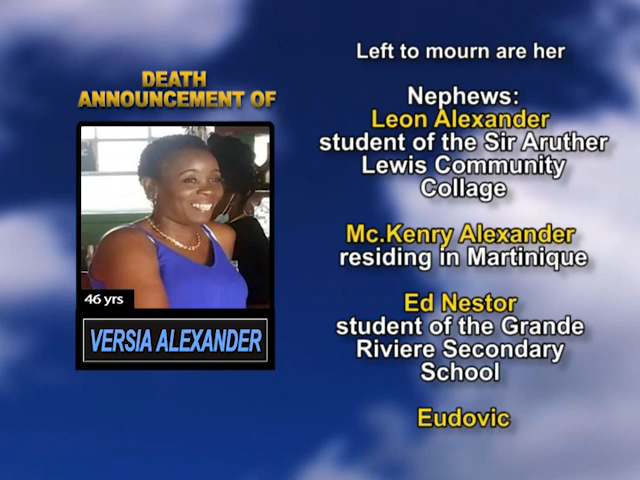 DEATH
ANNOUNCEMENT OF
46 yrs
VERSIA ALEXANDER
Left to mourn are her
Nephews:
Leon Alexander
student of the Sir Aruther
Lewis Community
Collage
Mc.Kenry Alexander
residing in Martinique
Ed Nestor
student of the Grande
Riviere Secondary
School
Eudovic